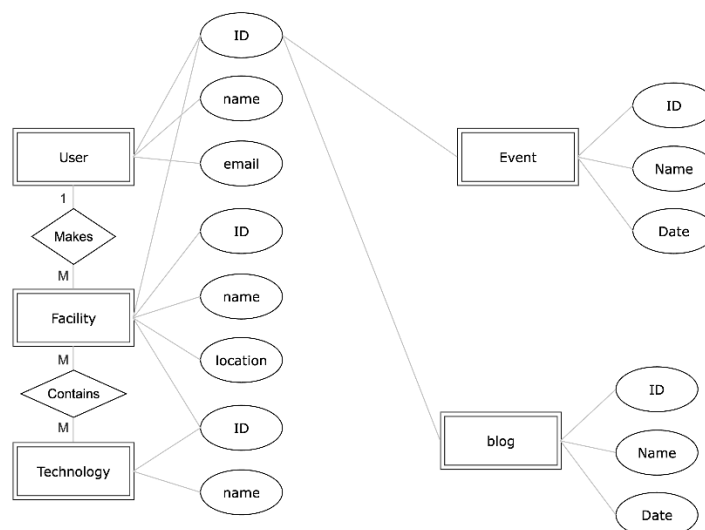 ID
name
email
User
1
Makes
M
ID
name
location
Facility
M
Contains
M
ID
name
Technology
Event
ID
Name
Date
blog
ID
Name
Date